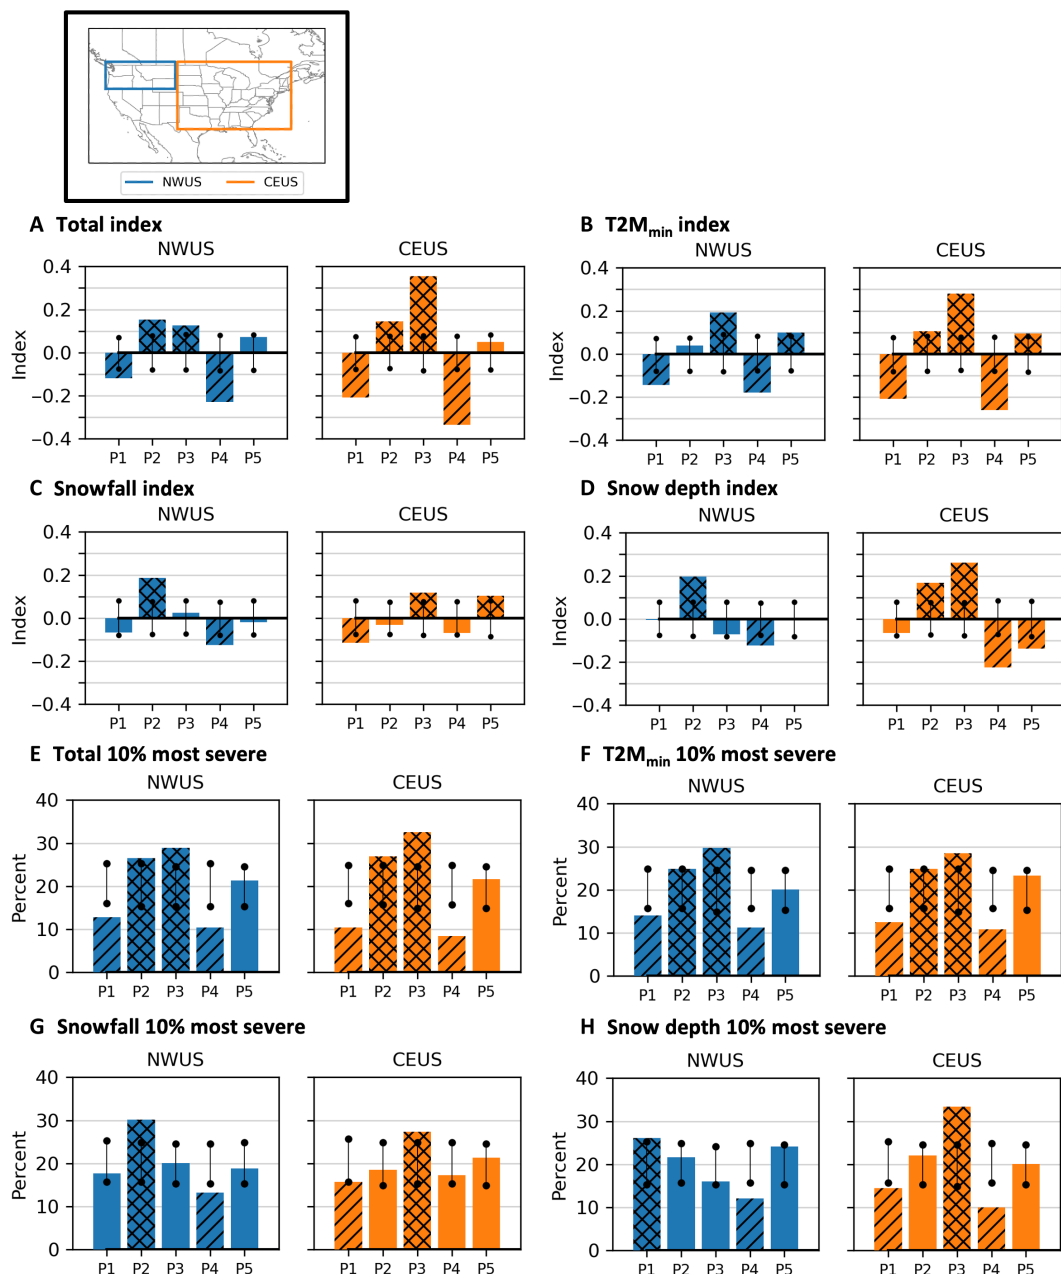 NWUS CEUS
A Total index
B T2Mmin index
NWUS CEUS
NWUS CEUS
0.4
0.2
0.0
−0.2
−0.4
Index
P1 P2 P3 P4 P5
P1 P2 P3 P4 P5
0.4
0.2
0.0
−0.2
−0.4
Index
P1 P2 P3 P4 P5
P1 P2 P3 P4 P5
C Snowfall index
D Snow depth index
NWUS CEUS
NWUS CEUS
0.4
0.2
0.0
−0.2
−0.4
Index
P1 P2 P3 P4 P5
P1 P2 P3 P4 P5
0.4
0.2
0.0
−0.2
−0.4
Index
P1 P2 P3 P4 P5
P1 P2 P3 P4 P5
E Total 10% most severe
F T2Mmin 10% most severe
NWUS CEUS
NWUS CEUS
40
30
20
10
0
Percent
P1 P2 P3 P4 P5
P1 P2 P3 P4 P5
40
30
20
10
0
Percent
P1 P2 P3 P4 P5
P1 P2 P3 P4 P5
G Snowfall 10% most severe
H Snow depth 10% most severe
NWUS CEUS
NWUS CEUS
40
30
20
10
0
Percent
P1 P2 P3 P4 P5
P1 P2 P3 P4 P5
40
30
20
10
0
Percent
P1 P2 P3 P4 P5
P1 P2 P3 P4 P5